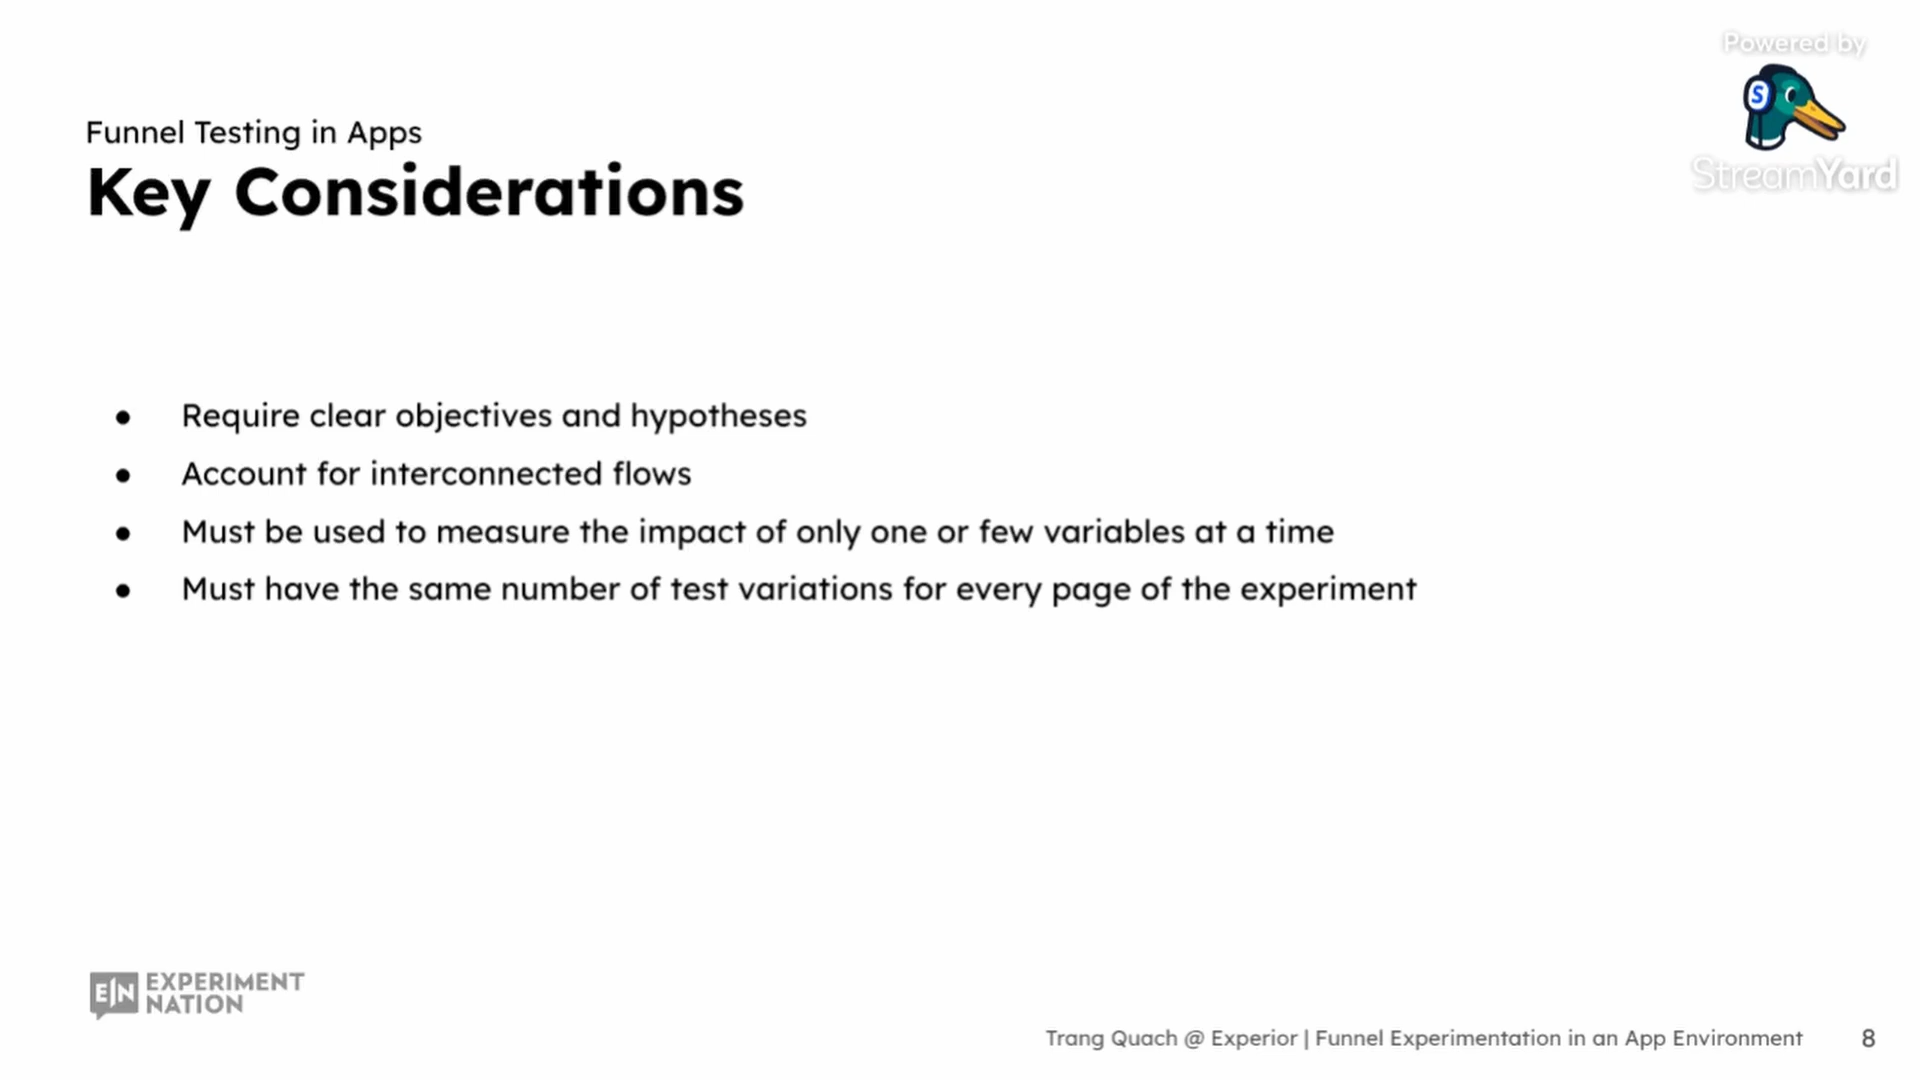 Powered by
S
StreamYard
Funnel Testing in Apps
Key Considerations
● Require clear objectives and hypotheses
● Account for interconnected flows
● Must be used to measure the impact of only one or few variables at a time
● Must have the same number of test variations for every page of the experiment
E|N EXPERIMENT
NATION
Trang Quach @ Experior | Funnel Experimentation in an App Environment 8